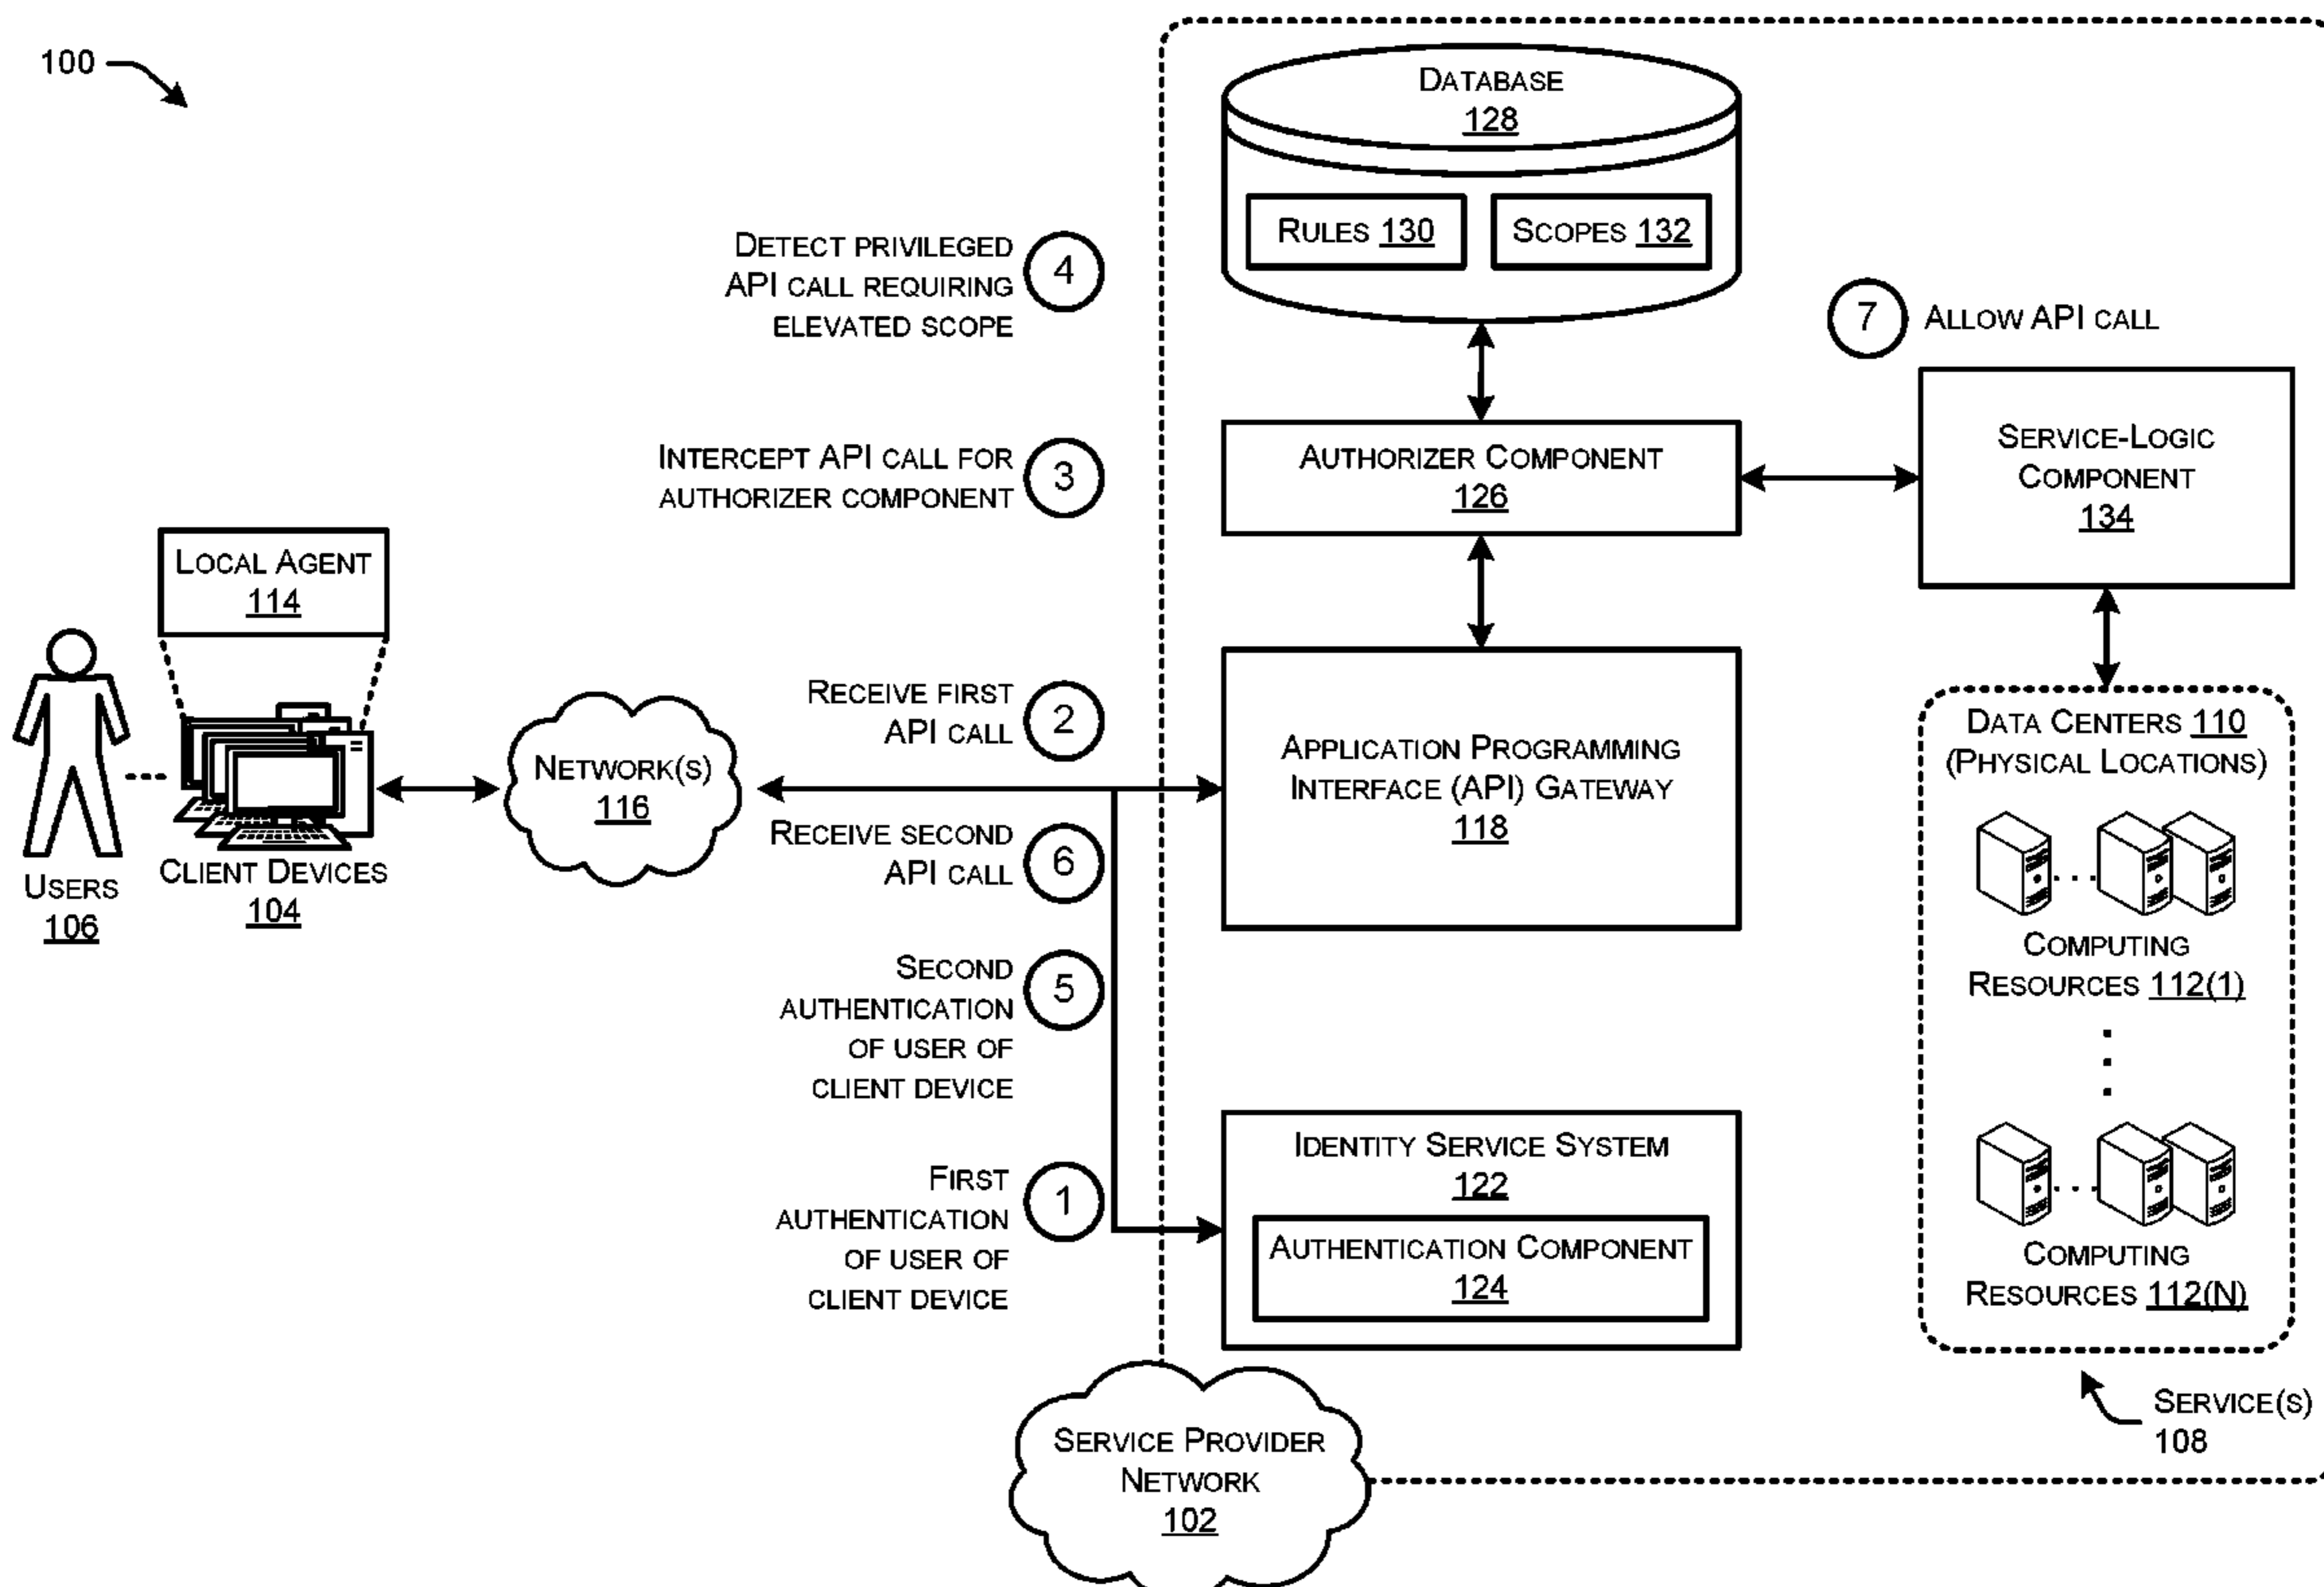 100
DATABASE
128
RULES 130
SCOPES 132
DETECT PRIVILEGED
API CALL REQUIRING
ELEVATED SCOPE
4
7
ALLOW API CALL
INTERCEPT API CALL FOR
AUTHORIZER COMPONENT
3
AUTHORIZER COMPONENT
126
SERVICE-LOGIC
COMPONENT
134
LOCAL AGENT
114
USERS
106
CLIENT DEVICES
104
NETWORK(S)
116
RECEIVE FIRST
API CALL
2
RECEIVE SECOND
API CALL
6
APPLICATION PROGRAMMING
INTERFACE (API) GATEWAY
118
DATA CENTERS 110
(PHYSICAL LOCATIONS)
COMPUTING
RESOURCES 112(1)
COMPUTING
RESOURCES 112(N)
SECOND
AUTHENTICATION
OF USER OF
CLIENT DEVICE
5
FIRST
AUTHENTICATION
OF USER OF
CLIENT DEVICE
1
IDENTITY SERVICE SYSTEM
122
AUTHENTICATION COMPONENT
124
SERVICE(S)
108
SERVICE PROVIDER
NETWORK
102